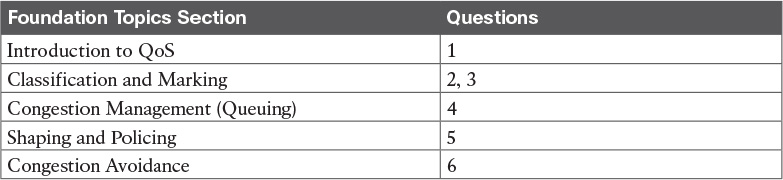 Foundation Topics Section Questions
Introduction to QoS 1
Classification and Marking 2, 3
Congestion Management (Queuing) 4
Shaping and Policing 5
Congestion Avoidance 6